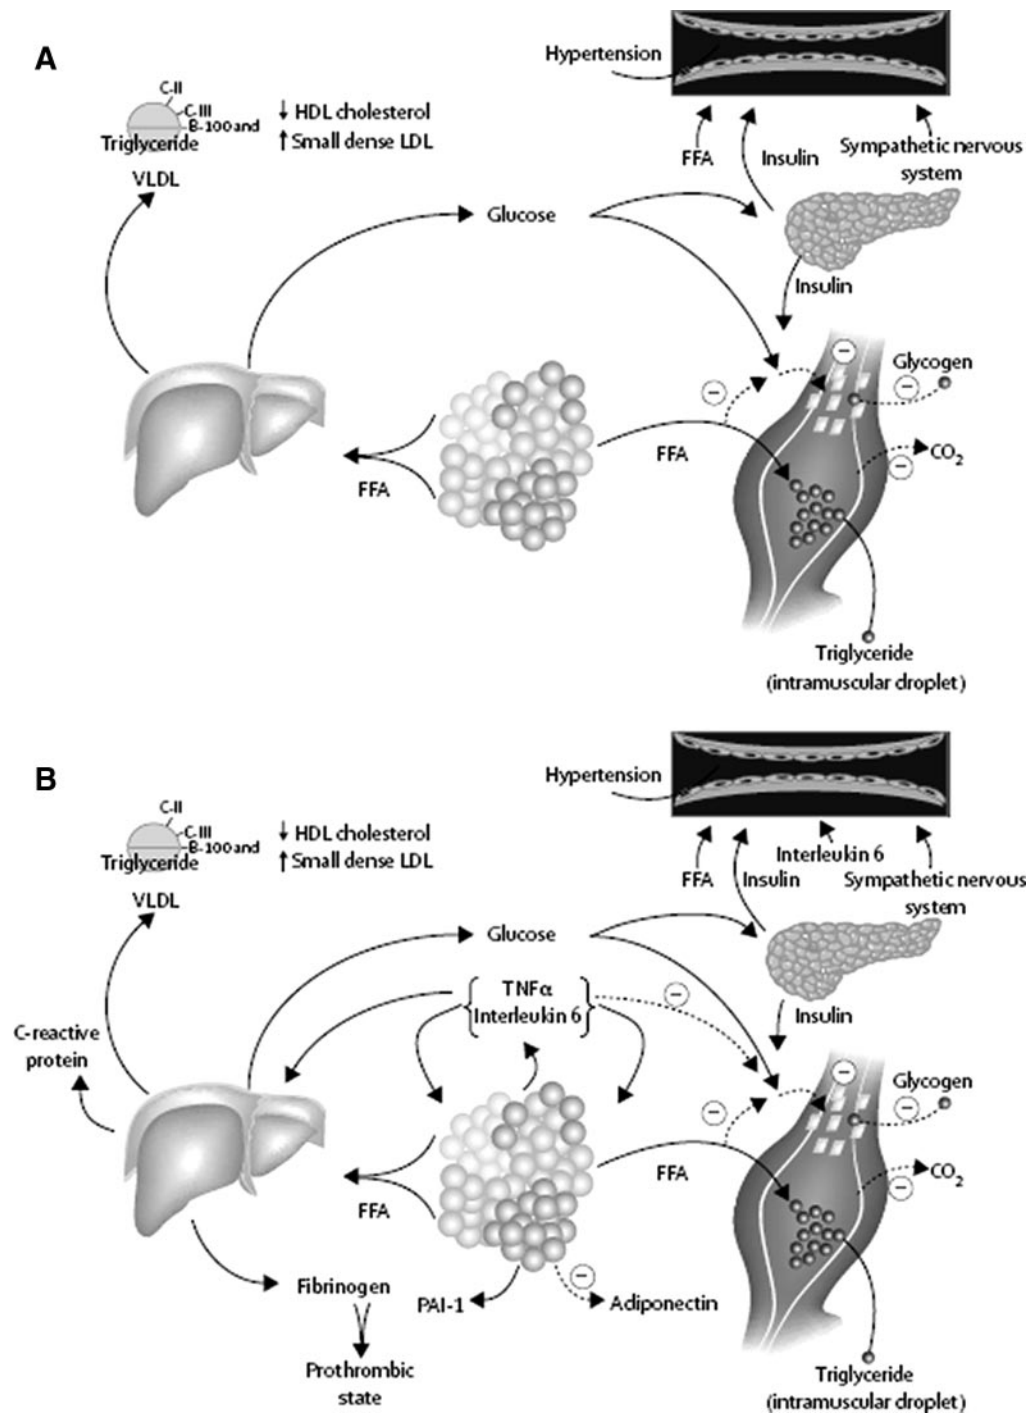 A
Hypertension
C-II
C-III
B-100 and
Triglyceride
VLDL
↓ HDL cholesterol
↑ Small dense LDL
FFA
Insulin
Sympathetic nervous
system
Glucose
Insulin
−
Glycogen
−
−
FFA
FFA
−
CO2
Triglyceride
(intramuscular droplet)
B
Hypertension
C-II
C-III
B-100 and
Triglyceride
VLDL
↓ HDL cholesterol
↑ Small dense LDL
Interleukin 6
FFA
Insulin
Sympathetic nervous
system
Glucose
TNFα
Interleukin 6
−
Insulin
C-reactive
protein
−
Glycogen
−
−
FFA
FFA
−
CO2
Fibrinogen
PAI-1
−
Adiponectin
Prothrombic
state
Triglyceride
(intramuscular droplet)